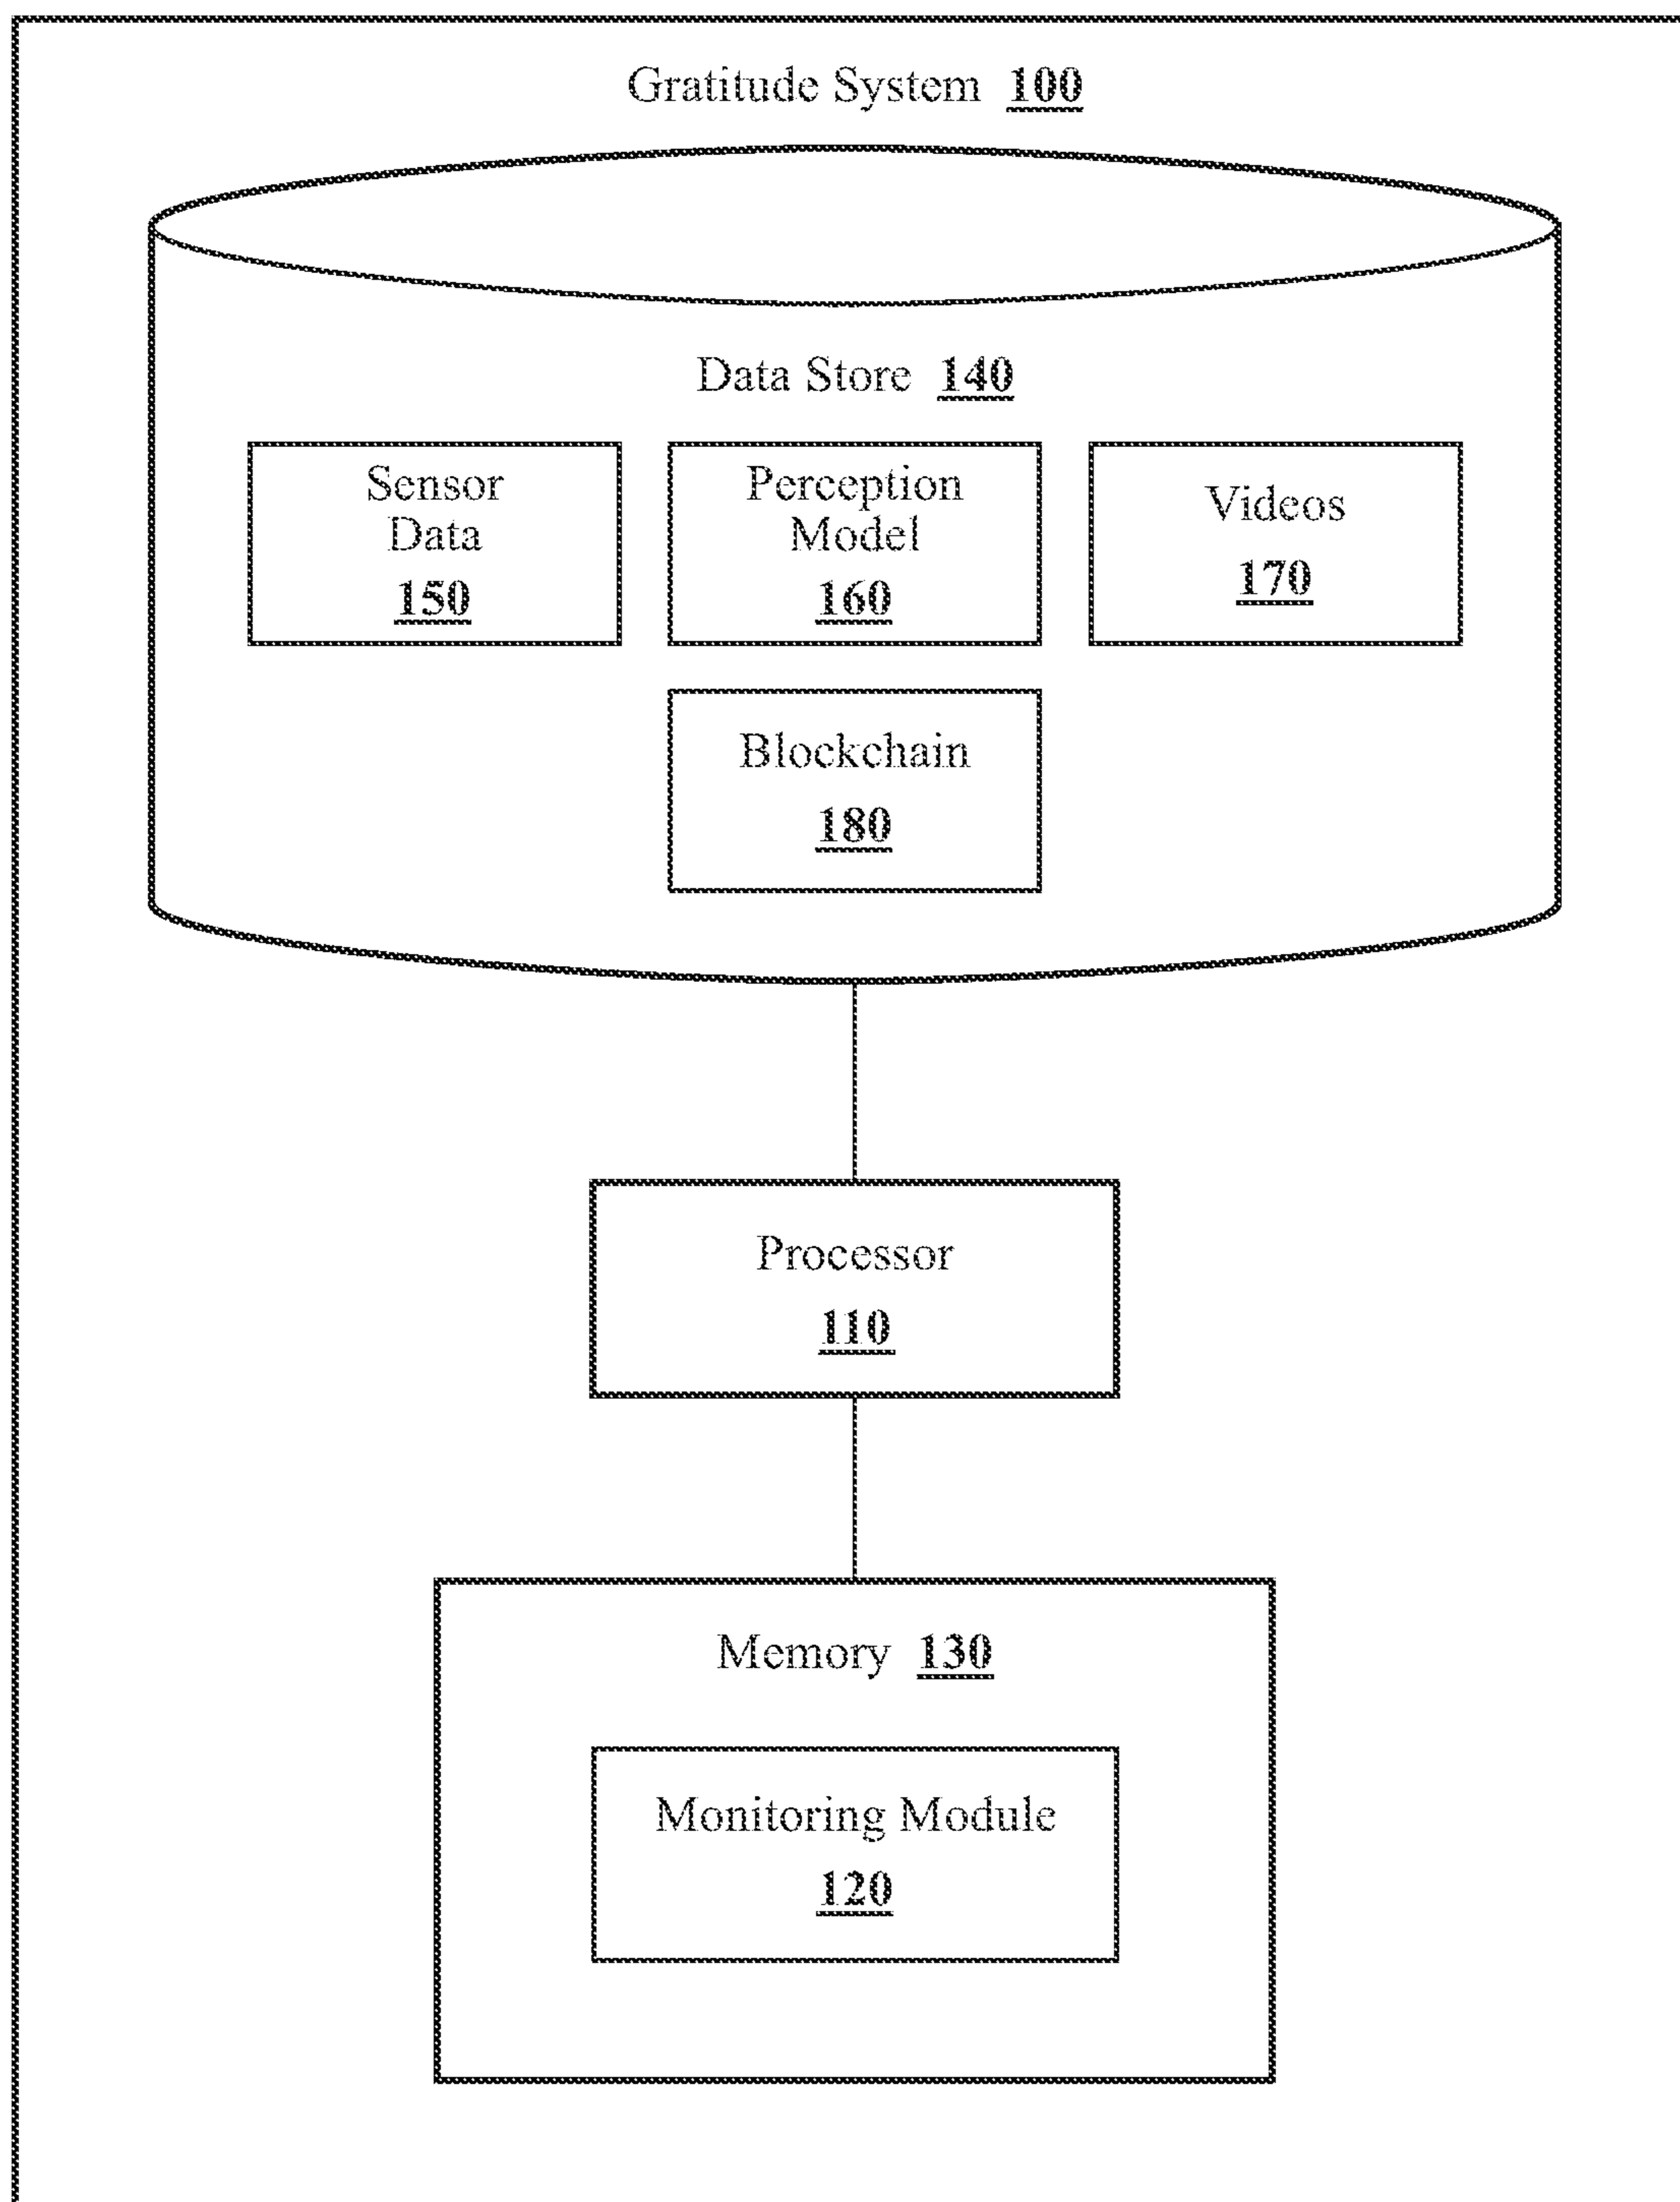 Gratitude System 100
Data Store 140
Sensor
Data
150
Perception
Model
160
Videos
170
Blockchain
180
Processor
110
Memory 130
Monitoring Module
120